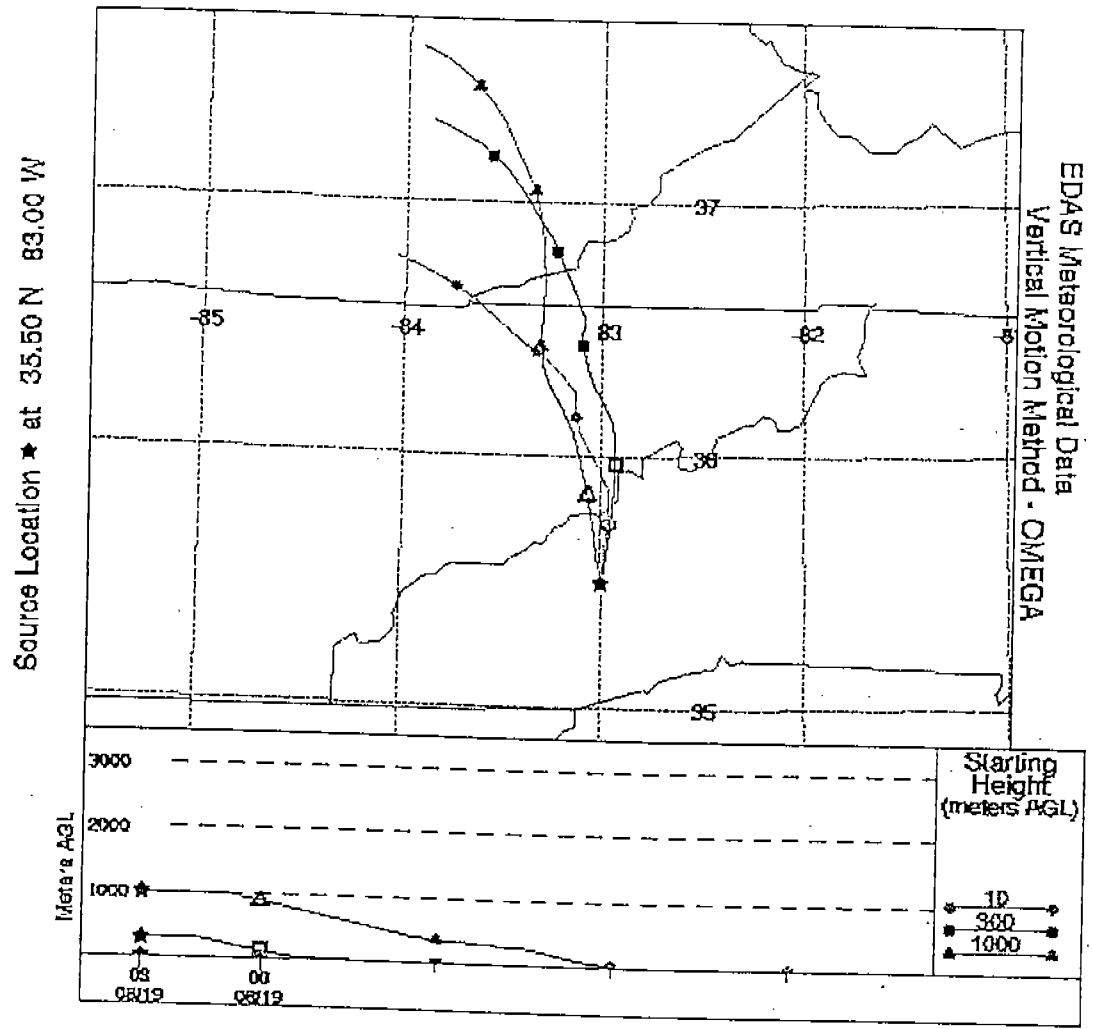 Source Location ★ at 35.50 N 83.00 W
EDAS Meteorological Data
Vertical Motion Method - OMEGA
37
-85
-84
83
-82
-8
36
35
Meters AGL
3000
2000
1000
03
08/19
00
08/19
Starting
Height
(meters AGL)
10
300
1000